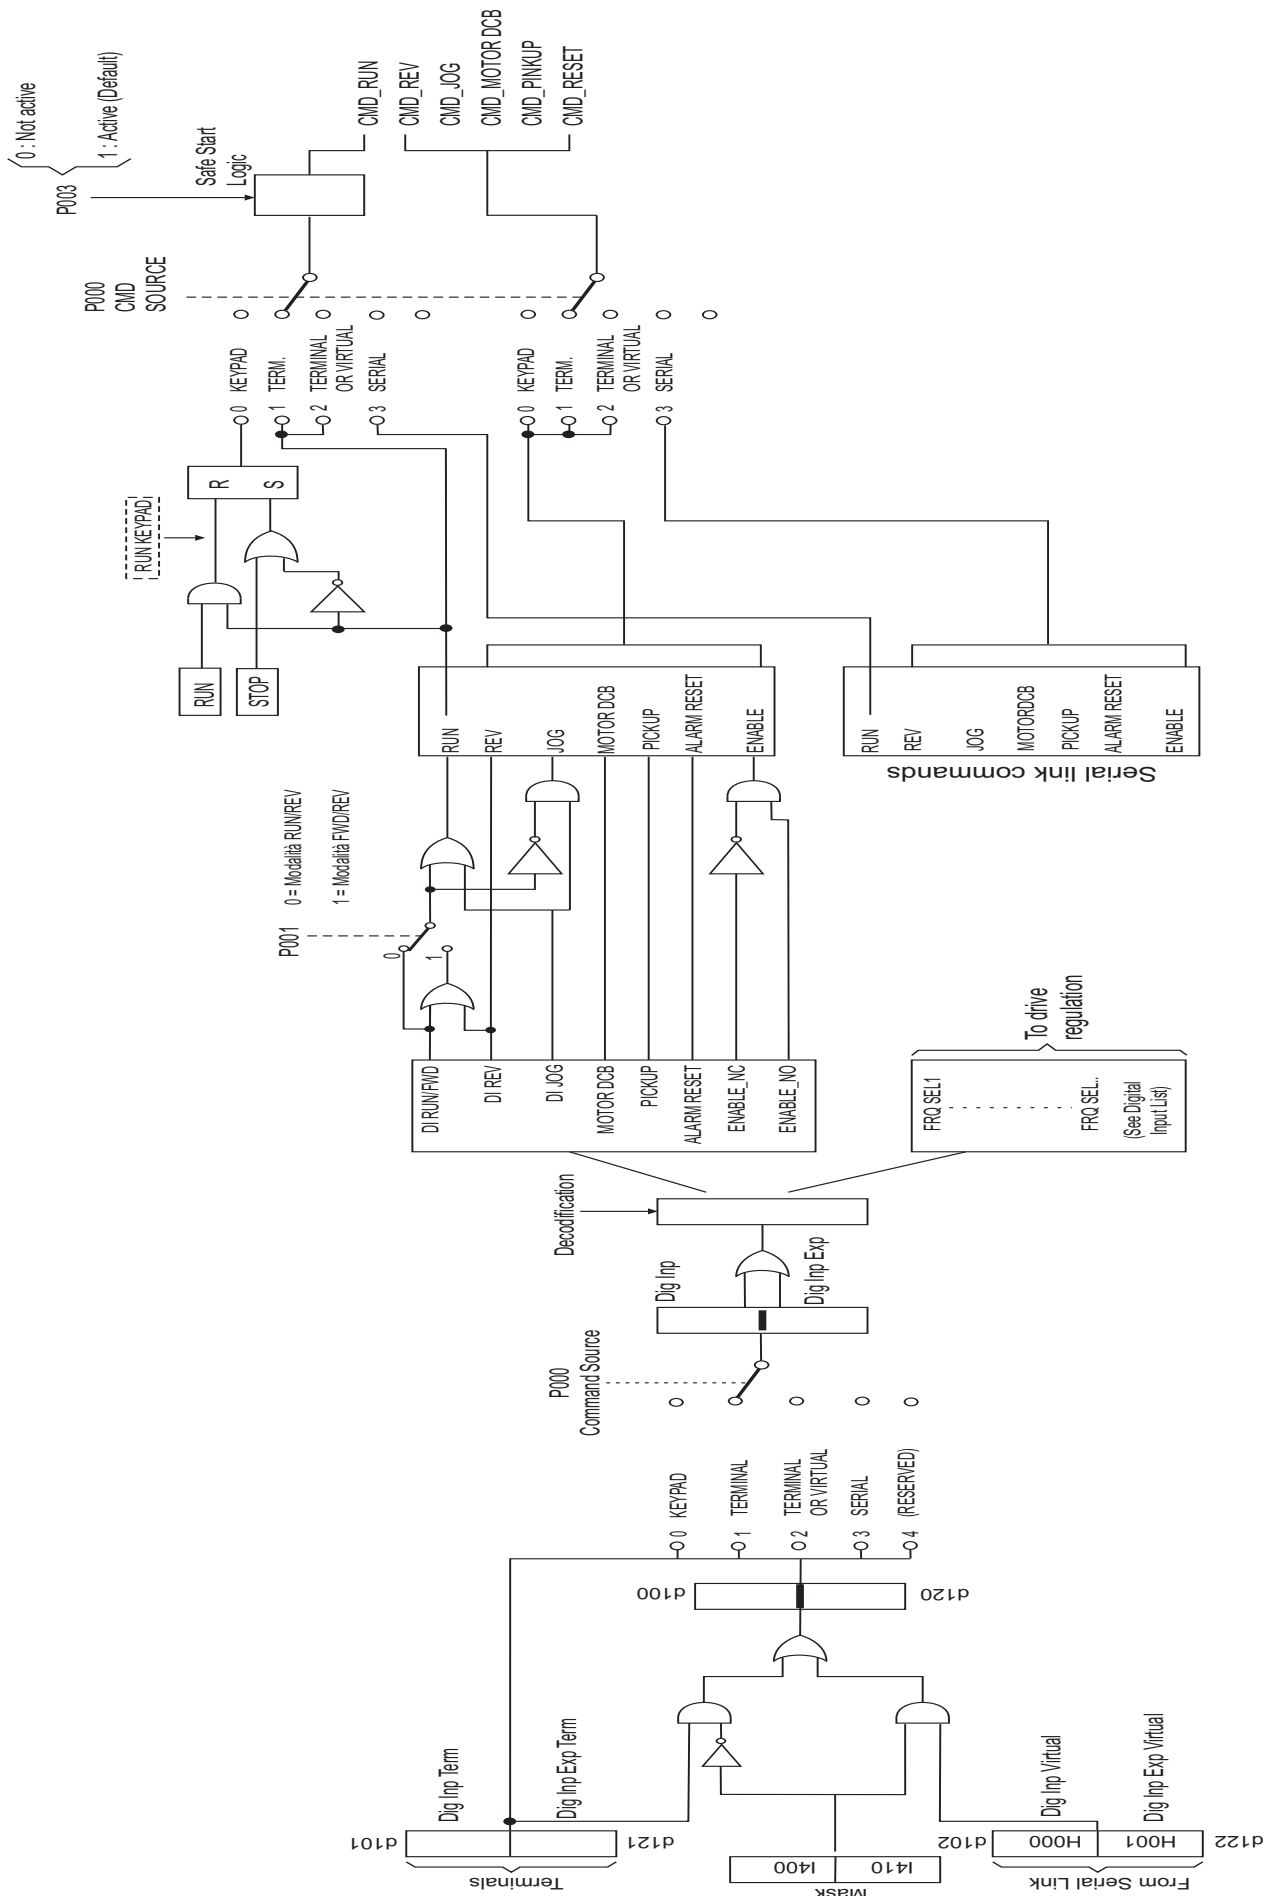 0 : Not active
1 : Active (Default)
P003
Safe Start
Logic
CMD_RUN
CMD_REV
CMD_JOG
CMD_MOTOR DCB
CMD_PINKUP
CMD_RESET
P000
CMD
SOURCE
0 KEYPAD
1 TERM.
2 TERMINAL
OR VIRTUAL
3 SERIAL
0 KEYPAD
1 TERM.
2 TERMINAL
OR VIRTUAL
3 SERIAL
R
S
RUN KEYPAD
RUN
STOP
RUN
REV
JOG
MOTOR DCB
PICKUP
ALARM RESET
ENABLE
RUN
REV
JOG
MOTORDCB
PICKUP
ALARM RESET
ENABLE
Serial link commands
P001
0 = Modalità RUN/REV
1 = Modalità FWD/REV
0
1
DI RUN/FWD
DI REV
DI JOG
MOTOR DCB
PICKUP
ALARM RESET
ENABLE_NC
ENABLE_NO
To drive
regulation
FRQ SEL1
FRQ SEL..
(See Digital
Input List)
Decodification
Dig Inp
Dig Inp Exp
P000
Command Source
0 KEYPAD
1 TERMINAL
2 TERMINAL
OR VIRTUAL
3 SERIAL
4 (RESERVED)
d100
d120
Dig Inp Term
Dig Inp Exp Term
d101
d121
Terminals
I400
I410
Mask
Dig Inp Virtual
Dig Inp Exp Virtual
d102
H000
H001
d122
From Serial Link